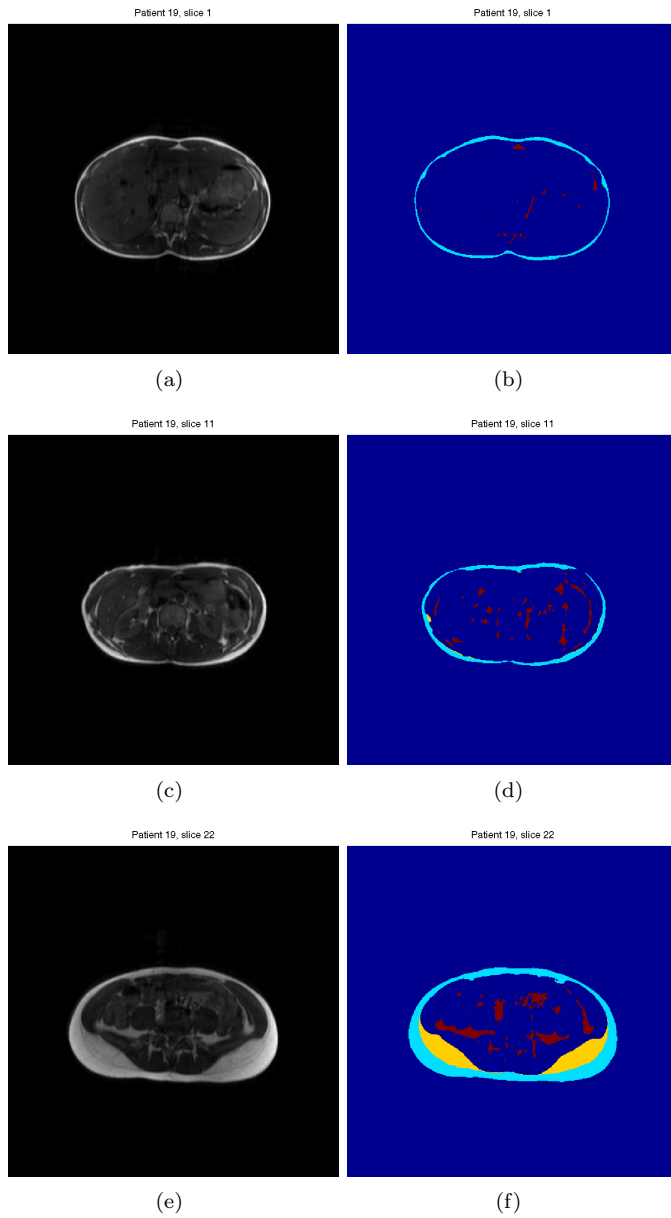 Patient 19, slice 1
Patient 19, slice 1
(a)
(b)
Patient 19, slice 11
Patient 19, slice 11
(c)
(d)
Patient 19, slice 22
Patient 19, slice 22
(e)
(f)